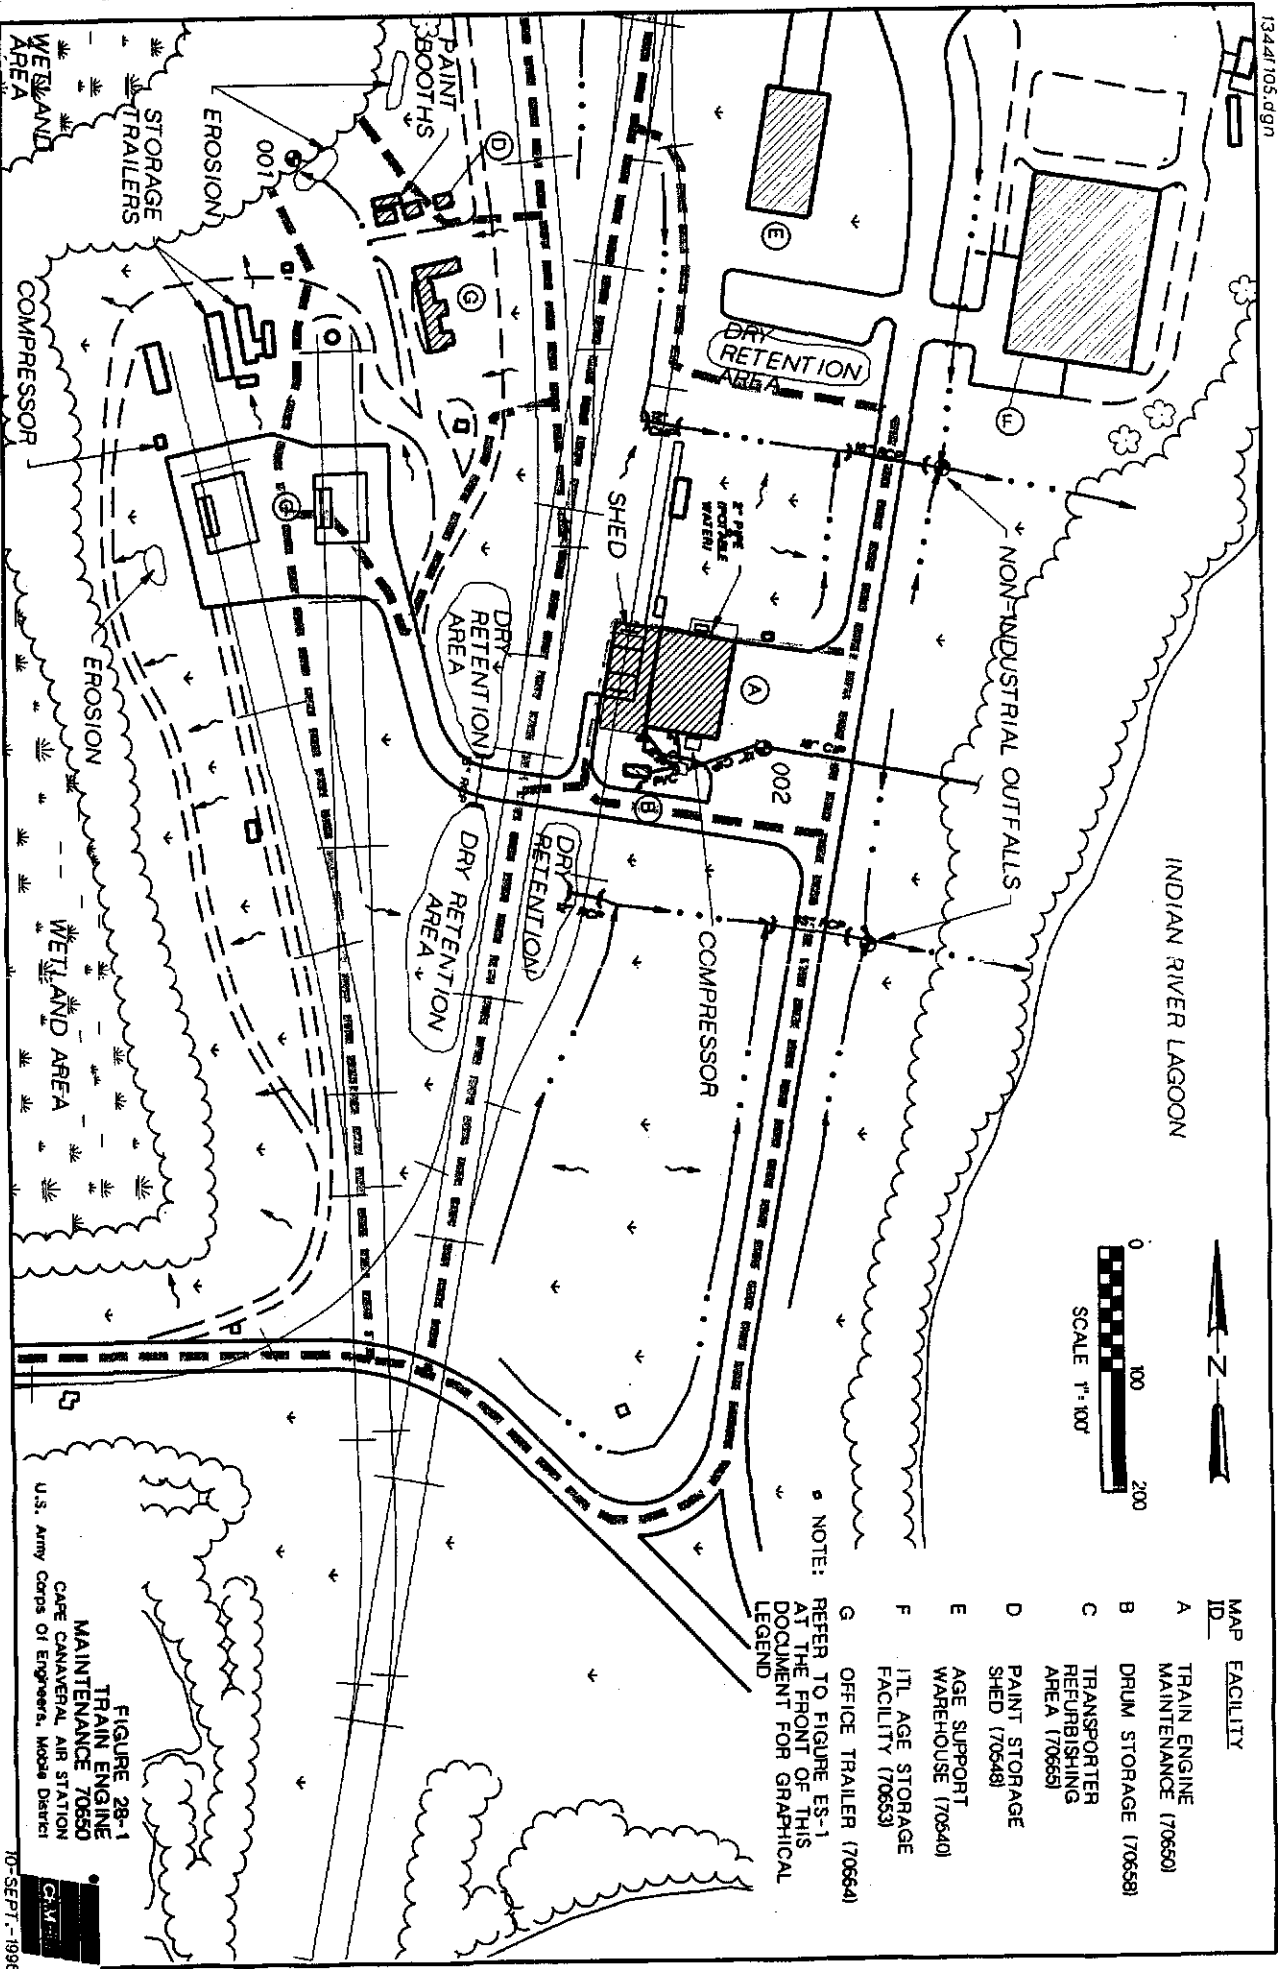 1344f105.dgn
INDIAN RIVER LAGOON
NON-INDUSTRIAL OUTFALLS
F
E
DRY
RETENTION
AREA
2" PIPE
(POTABLE
WATER)
SHED
A
002
B
COMPRESSOR
DRY
RETENTION
DRY RETENTION
AREA
DRY
RETENTION
AREA
PAINT
BOOTHS
D
G
EROSION
001
STORAGE
TRAILERS
WETLAND
AREA
COMPRESSOR
EROSION
WETLAND AREA
N
0 100 200
SCALE 1"=100'
MAP ID FACILITY
A TRAIN ENGINE
MAINTENANCE (70650)
B DRUM STORAGE (70658)
C TRANSPORTER
REFURBISHING
AREA (70665)
D PAINT STORAGE
SHED (70548)
E AGE SUPPORT
WAREHOUSE (70540)
F ITL AGE STORAGE
FACILITY (70553)
G OFFICE TRAILER (70664)
NOTE: REFER TO FIGURE ES-1
AT THE FRONT OF THIS
DOCUMENT FOR GRAPHICAL
LEGEND
FIGURE 28-1
TRAIN ENGINE
MAINTENANCE 70650
CAPE CANAVERAL AIR STATION
U.S. Army Corps Of Engineers, Mobile District